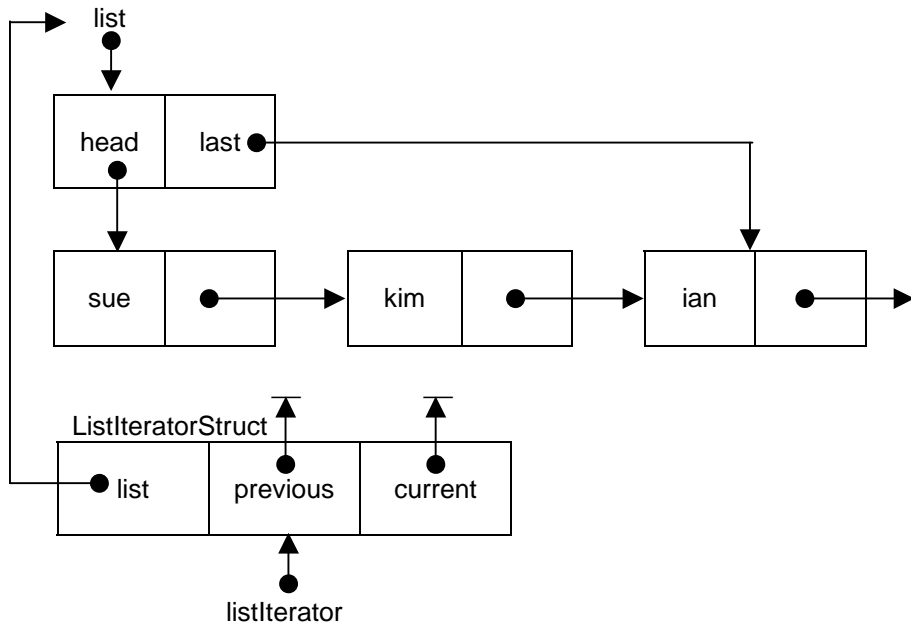 list
head last
sue kim ian
ListIteratorStruct
list previous current
listIterator